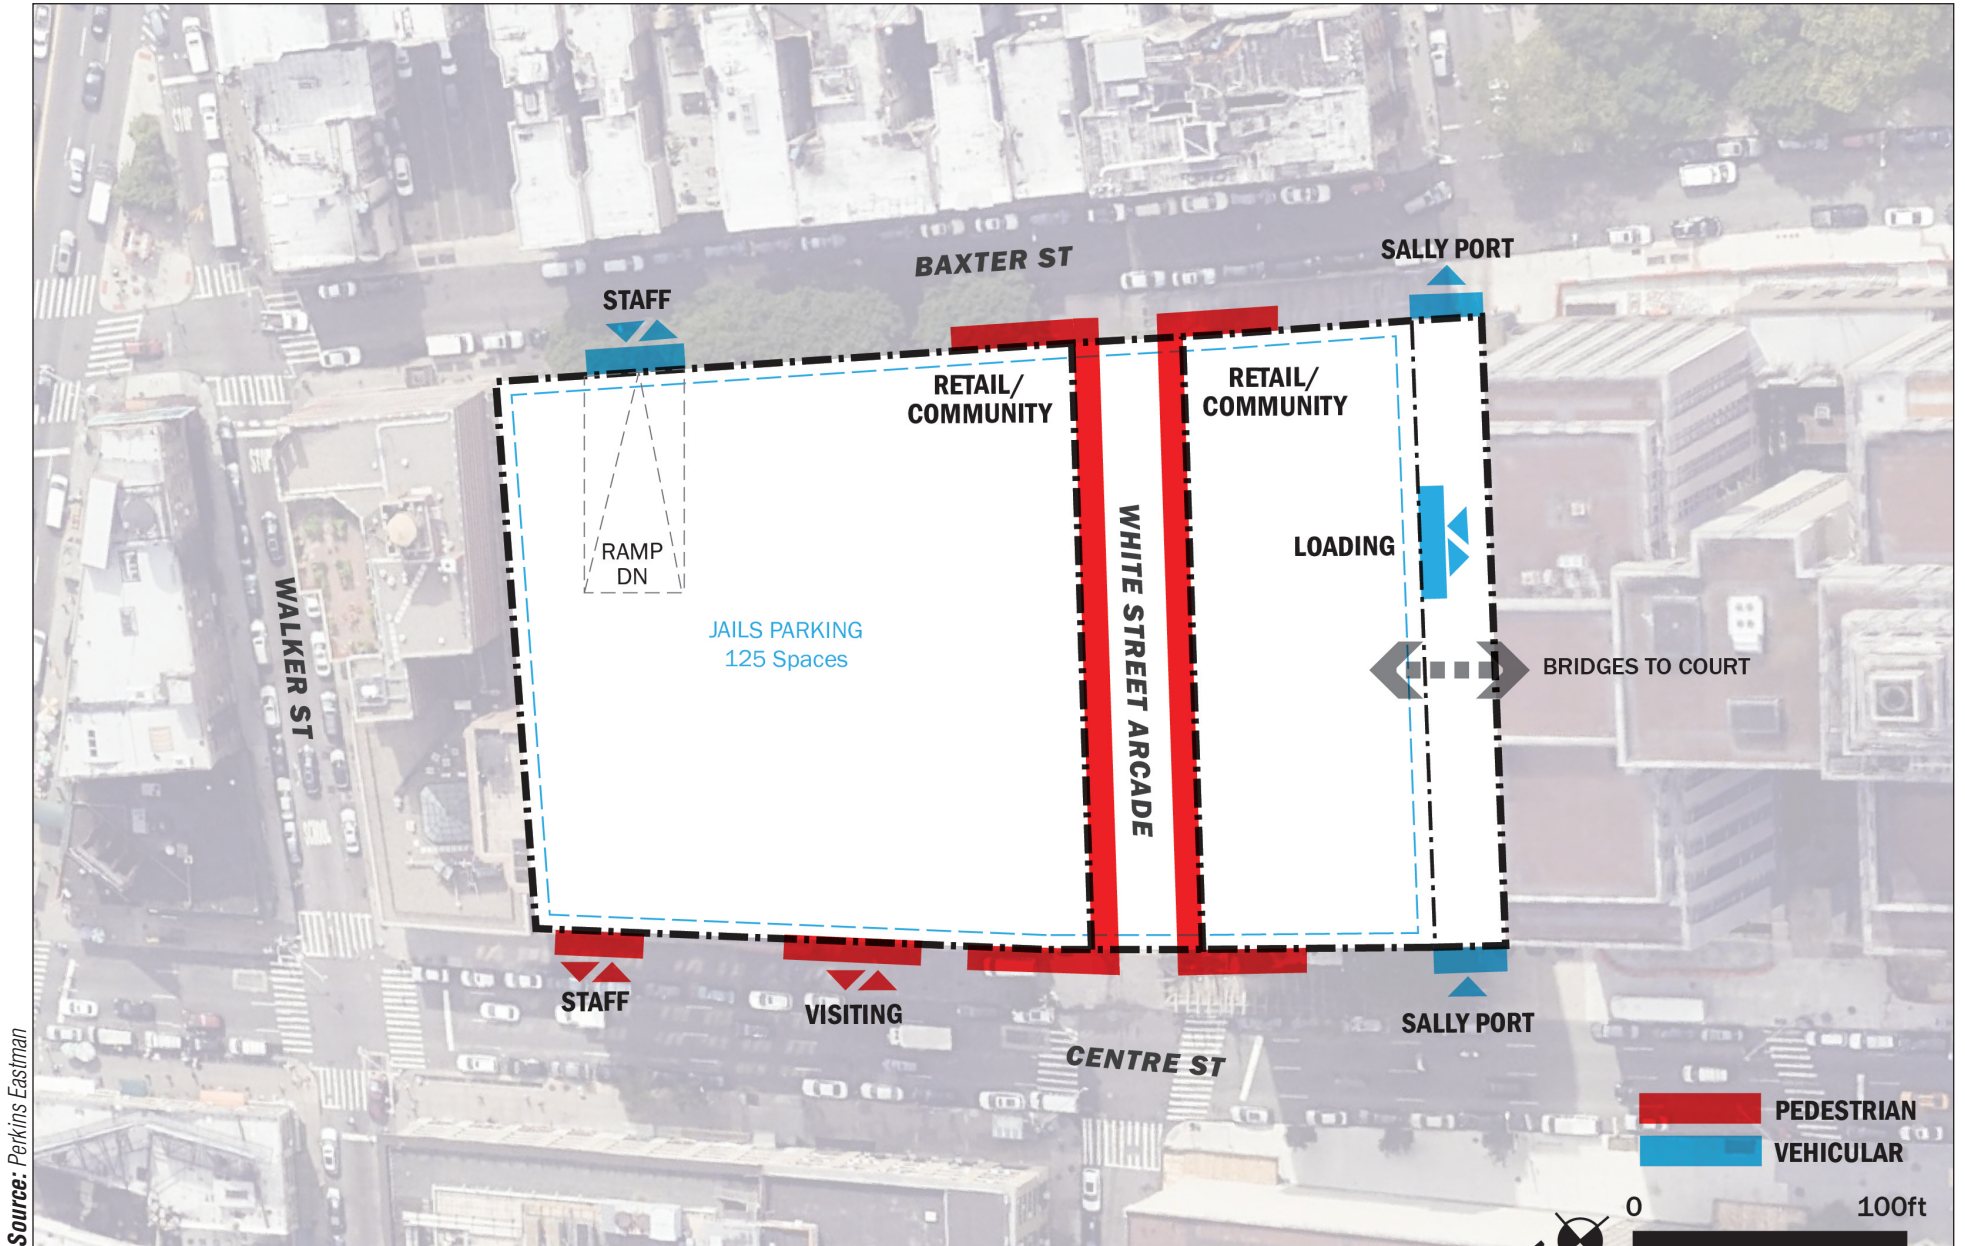 BAXTER ST
SALLY PORT
STAFF
RETAIL/
COMMUNITY
RETAIL/
COMMUNITY
RAMP
DN
LOADING
JAILS PARKING
125 Spaces
WHITE STREET ARCADE
WALKER ST
BRIDGES TO COURT
STAFF
VISITING
SALLY PORT
CENTRE ST
PEDESTRIAN
VEHICULAR
0 100ft
Source: Perkins Eastman